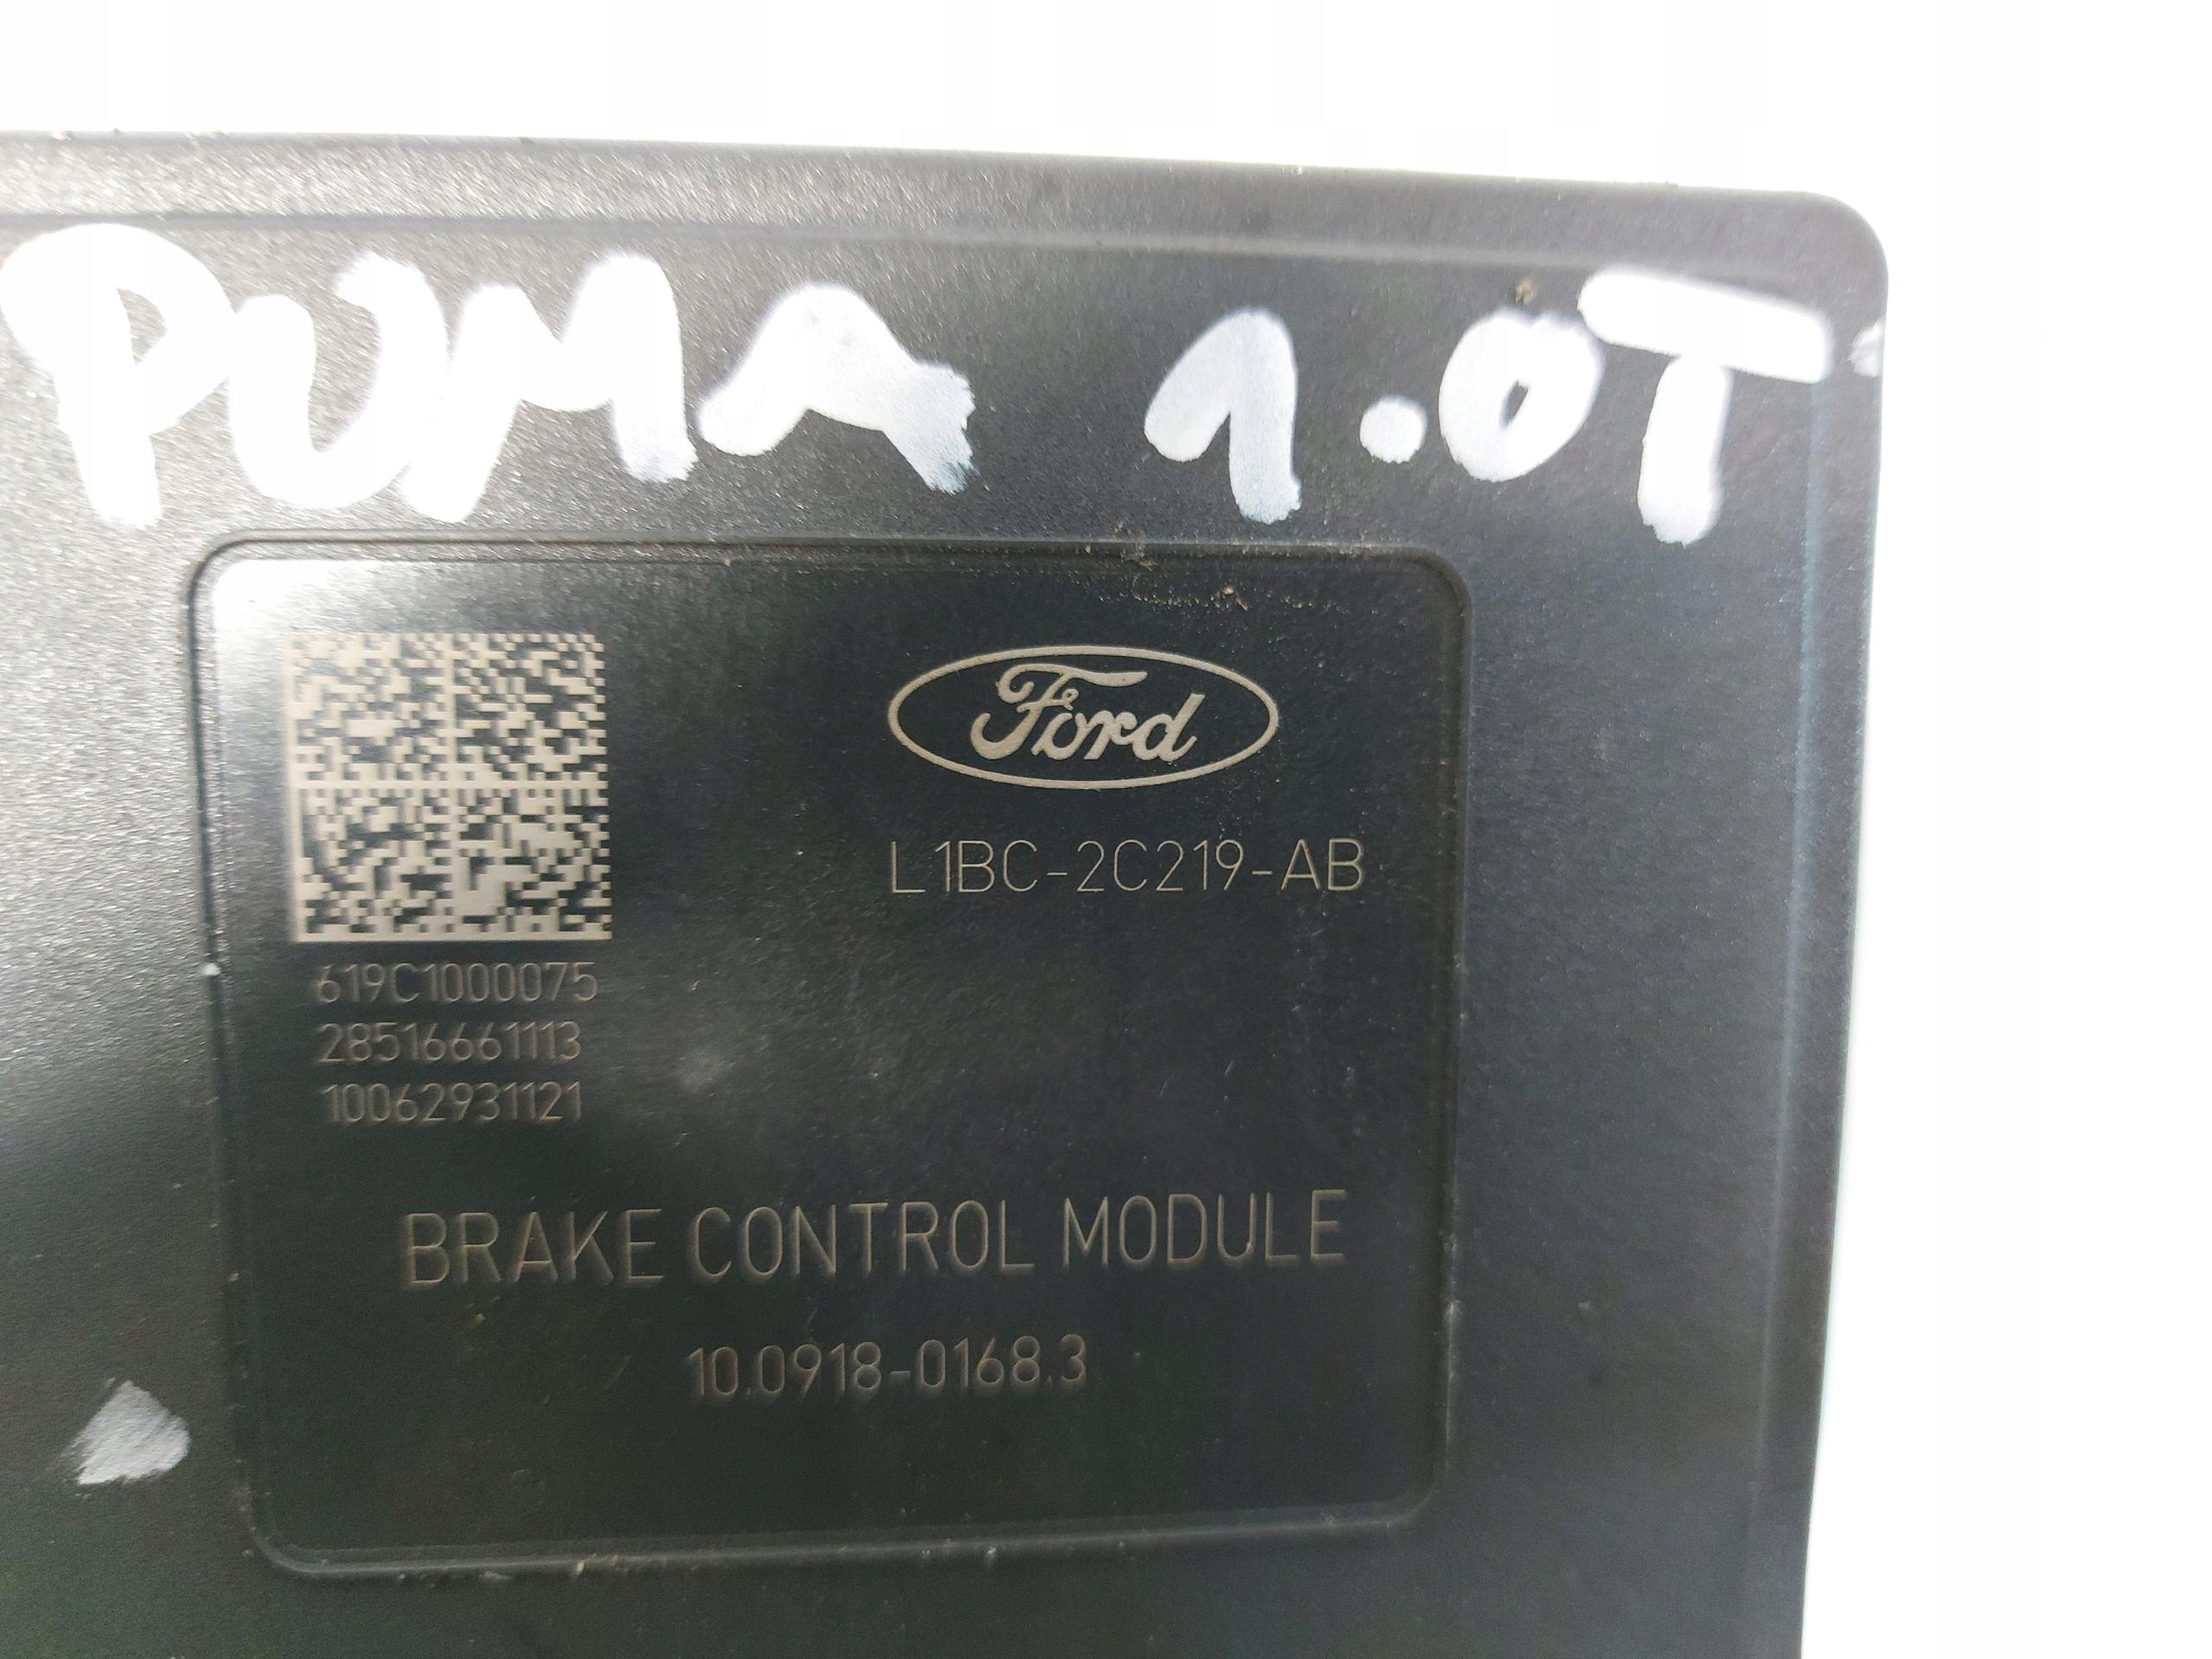 PUMA 1.0T
Ford
L1BC-2C219-AB
619C1000075
28516661113
10062931121
BRAKE CONTROL MODULE
10.0918-0168.3